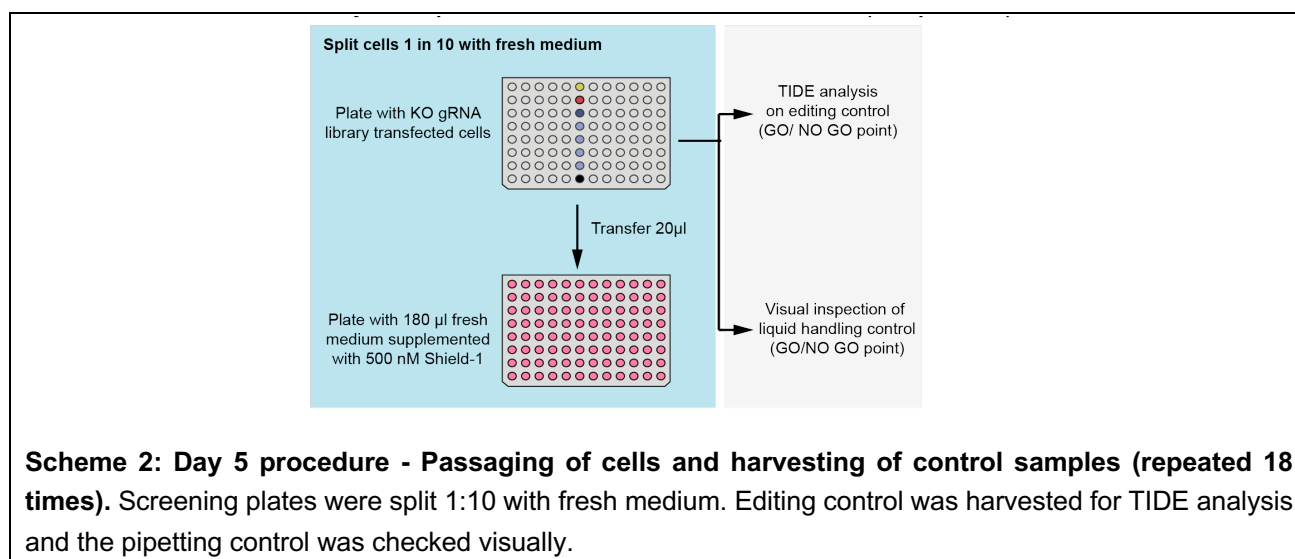 Split cells 1 in 10 with fresh medium
Plate with KO gRNA
library transfected cells
TIDE analysis
on editing control
(GO/ NO GO point)
Transfer 20µl
Plate with 180 µl fresh
medium supplemented
with 500 nM Shield-1
Visual inspection of
liquid handling control
(GO/NO GO point)
Scheme 2: Day 5 procedure - Passaging of cells and harvesting of control samples (repeated 18
times). Screening plates were split 1:10 with fresh medium. Editing control was harvested for TIDE analysis
and the pipetting control was checked visually.